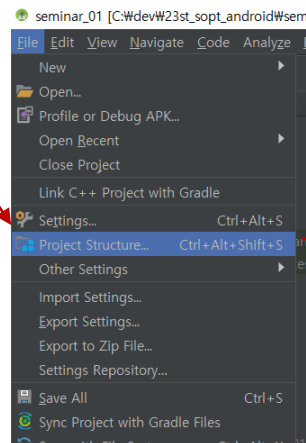 seminar_01 [C:₩dev₩23st_sopt_android₩sem
File Edit View Navigate Code Analyze
New
Open...
Profile or Debug APK...
Open Recent
Close Project
Link C++ Project with Gradle
Settings... Ctrl+Alt+S
Project Structure... Ctrl+Alt+Shift+S
Other Settings
Import Settings...
Export Settings...
Export to Zip File...
Settings Repository...
Save All Ctrl+S
Sync Project with Gradle Files